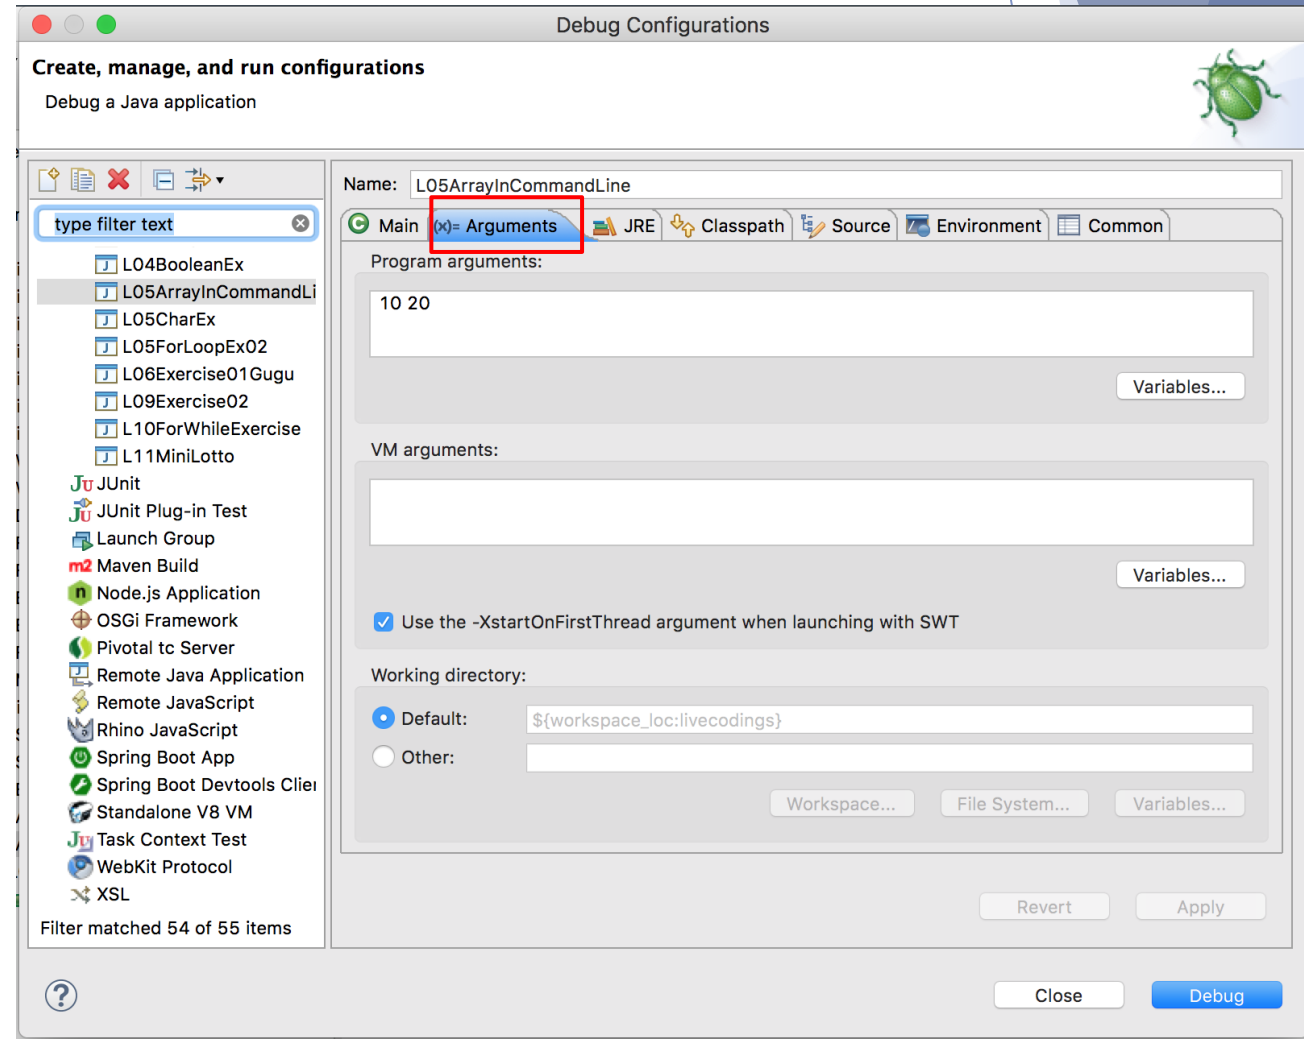 Debug Configurations
Create, manage, and run configurations
Debug a Java application
type filter text
L04BooleanEx
L05ArrayInCommandLi
L05CharEx
L05ForLoopEx02
L06Exercise01Gugu
L09Exercise02
L10ForWhileExercise
L11MiniLotto
Ju JUnit
JUnit Plug-in Test
Launch Group
m2 Maven Build
Node.js Application
OSGi Framework
Pivotal tc Server
Remote Java Application
Remote JavaScript
Rhino JavaScript
Spring Boot App
Spring Boot Devtools Clier
Standalone V8 VM
Task Context Test
WebKit Protocol
XSL
Filter matched 54 of 55 items
Name: L05ArrayInCommandLine
Main (x)= Arguments JRE Classpath Source Environment Common
Program arguments:
10 20
Variables...
VM arguments:
Variables...
Use the -XstartOnFirstThread argument when launching with SWT
Working directory:
Default: ${workspace_loc:livecodings}
Other:
Workspace... File System... Variables...
Revert Apply
? Close Debug